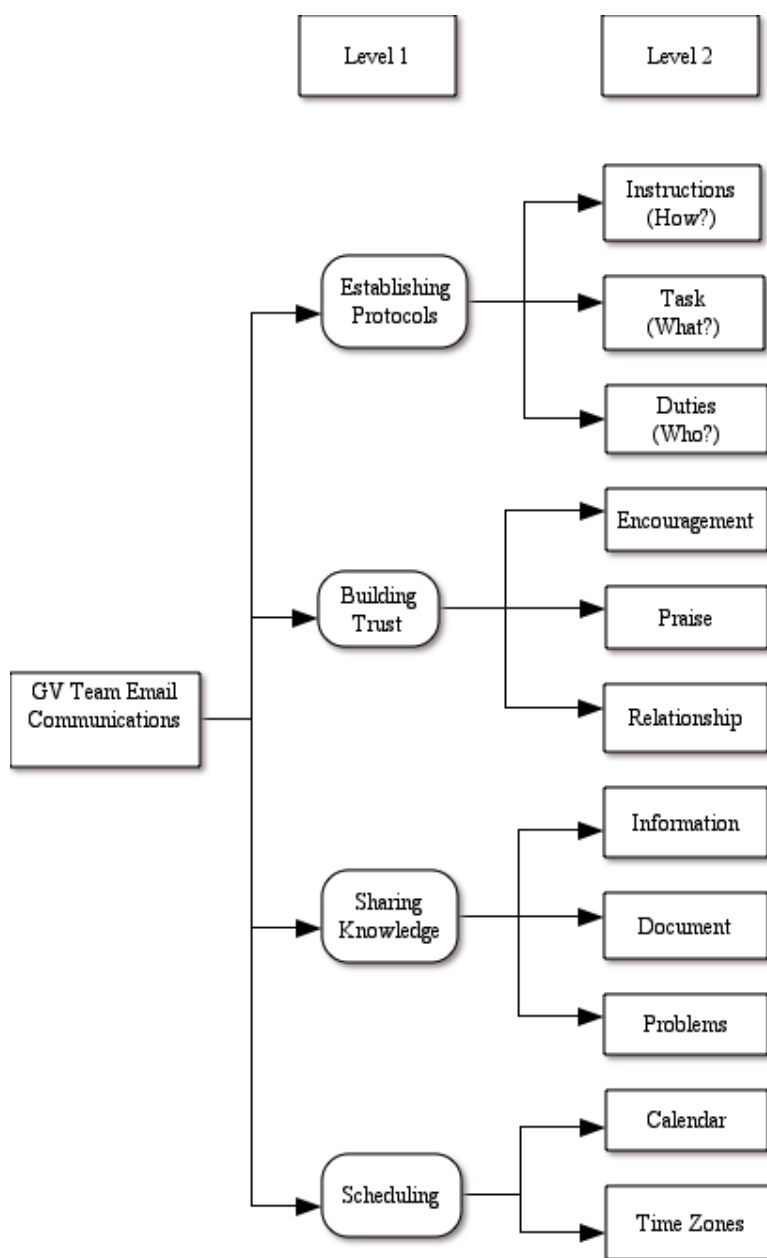 Level 1
Level 2
Instructions
(How?)
Establishing
Protocols
Task
(What?)
Duties
(Who?)
Encouragement
Building
Trust
Praise
Relationship
GV Team Email
Communications
Information
Sharing
Knowledge
Document
Problems
Calendar
Scheduling
Time Zones